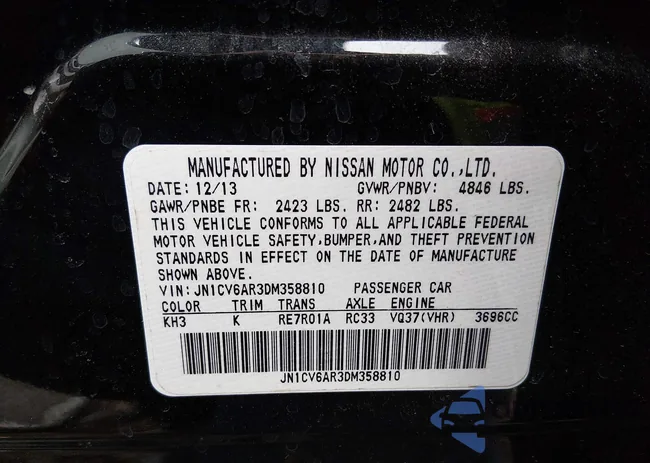 MANUFACTURED BY NISSAN MOTOR CO.,LTD.
DATE: 12/13 GVWR/PNBV: 4846 LBS.
GAWR/PNBE FR: 2423 LBS. RR: 2482 LBS.
THIS VEHICLE CONFORMS TO ALL APPLICABLE FEDERAL
MOTOR VEHICLE SAFETY,BUMPER,AND THEFT PREVENTION
STANDARDS IN EFFECT ON THE DATE OF MANUFACTURE
SHOWN ABOVE.
VIN: JN1CV6AR3DM358810 PASSENGER CAR
COLOR TRIM TRANS AXLE ENGINE
KH3 K RE7R01A RC33 VQ37(VHR) 3696CC
JN1CV6AR3DM358810